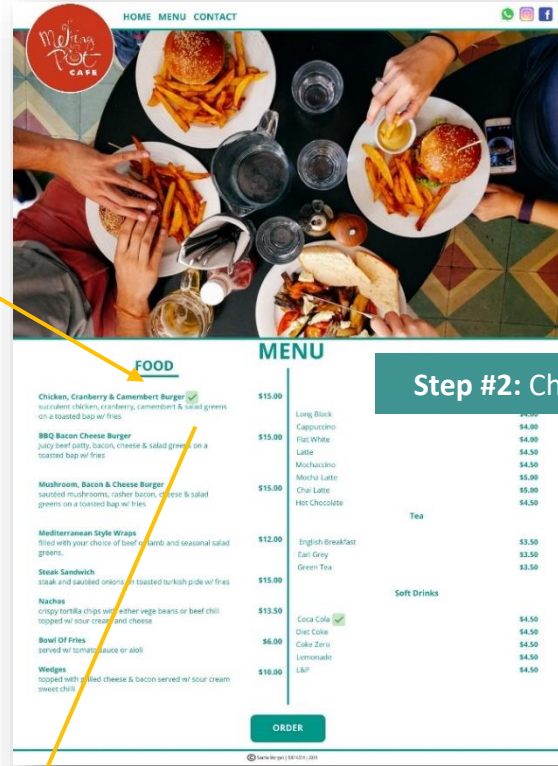 HOME MENU CONTACT
Melting
Pot
CAFE
MENU
FOOD
Step #2: Ch
Chicken, Cranberry & Camembert Burger $15.00
succulent chicken, cranberry, camembert & salad greens
on a toasted bap w/ fries
BBQ Bacon Cheese Burger $15.00
juicy beef patty, bacon, cheese & salad greens on a
toasted bap w/ fries
Mushroom, Bacon & Cheese Burger $15.00
sautéed mushrooms, rasher bacon, cheese & salad
greens on a toasted bap w/ fries
Mediterranean Style Wraps $12.00
filled with your choice of beef or lamb and seasonal salad
greens.
Steak Sandwich
steak and sautéed onions on toasted turkish pide w/ fries $15.00
Nachos $13.50
crispy tortilla chips with either vege beans or beef chili
topped w/ sour cream and cheese
Bowl Of Fries $6.00
served w/ tomato sauce or aioli
Wedges $10.00
topped with grilled cheese & bacon served w/ sour cream
sweet chilli
Long Black
Cappuccino $4.00
Flat White $4.00
Latte $4.50
Mochaccino $4.50
Mocha Latte $5.00
Chai Latte $5.00
Hot Chocolate $4.50
Tea
English Breakfast $3.50
Earl Grey $3.50
Green Tea $3.50
Soft Drinks
Coca Cola $4.50
Diet Coke $4.50
Coke Zero $4.50
Lemonade $4.50
L&P $4.50
ORDER